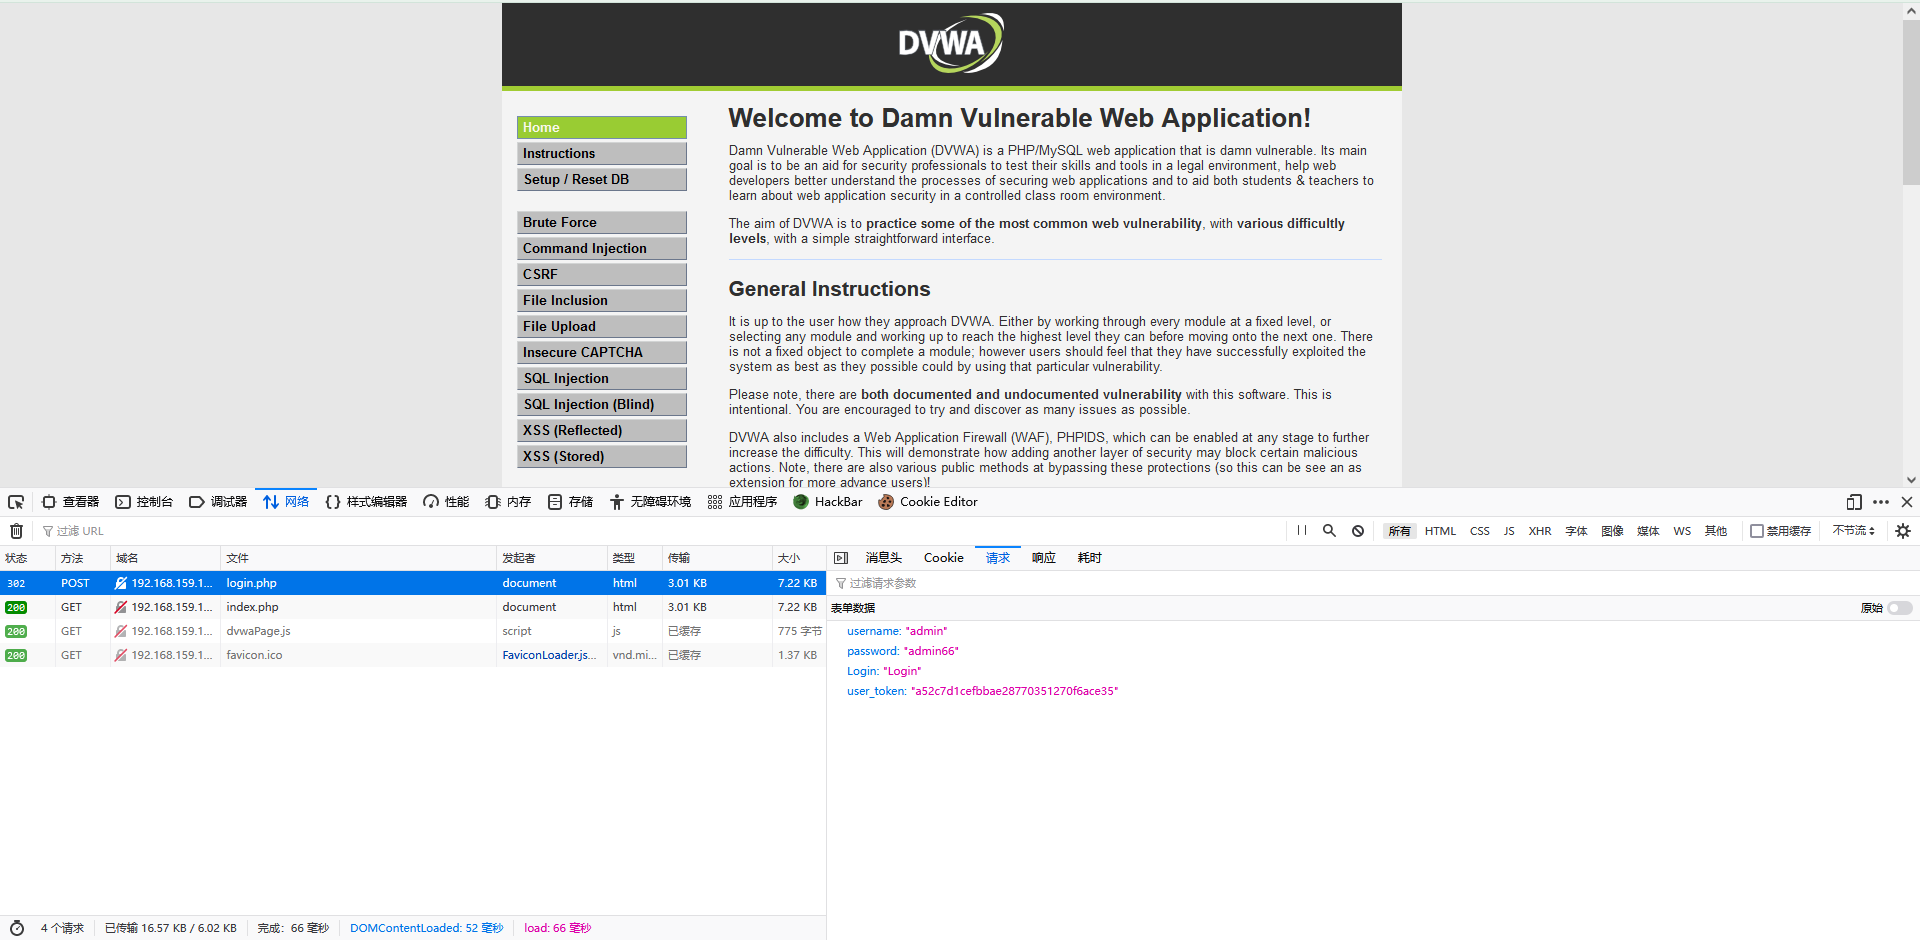 DVWA
Home
Instructions
Setup / Reset DB
Brute Force
Command Injection
CSRF
File Inclusion
File Upload
Insecure CAPTCHA
SQL Injection
SQL Injection (Blind)
XSS (Reflected)
XSS (Stored)
Welcome to Damn Vulnerable Web Application!
Damn Vulnerable Web Application (DVWA) is a PHP/MySQL web application that is damn vulnerable. Its main
goal is to be an aid for security professionals to test their skills and tools in a legal environment, help web
developers better understand the processes of securing web applications and to aid both students & teachers to
learn about web application security in a controlled class room environment.
The aim of DVWA is to practice some of the most common web vulnerability, with various difficultly
levels, with a simple straightforward interface.
General Instructions
It is up to the user how they approach DVWA. Either by working through every module at a fixed level, or
selecting any module and working up to reach the highest level they can before moving onto the next one. There
is not a fixed object to complete a module; however users should feel that they have successfully exploited the
system as best as they possible could by using that particular vulnerability.
Please note, there are both documented and undocumented vulnerability with this software. This is
intentional. You are encouraged to try and discover as many issues as possible.
DVWA also includes a Web Application Firewall (WAF), PHPIDS, which can be enabled at any stage to further
increase the difficulty. This will demonstrate how adding another layer of security may block certain malicious
actions. Note, there are also various public methods at bypassing these protections (so this can be see an as
extension for more advance users)!
查看器 控制台 调试器 网络 样式编辑器 性能 内存 存储 无障碍环境 应用程序 HackBar Cookie Editor
过滤 URL 所有 HTML CSS JS XHR 字体 图像 媒体 WS 其他 禁用缓存 不节流
状态 方法 域名 文件 发起者 类型 传输 大小
302 POST 192.168.159.1... login.php document html 3.01 KB 7.22 KB
200 GET 192.168.159.1... index.php document html 3.01 KB 7.22 KB
200 GET 192.168.159.1... dvwaPage.js script js 已缓存 775 字节
200 GET 192.168.159.1... favicon.ico FaviconLoader.js... vnd.mi... 已缓存 1.37 KB
消息头 Cookie 请求 响应 耗时
过滤请求参数
表单数据 原始
username: "admin"
password: "admin66"
Login: "Login"
user_token: "a52c7d1cefbbae28770351270f6ace35"
4 个请求 已传输 16.57 KB / 6.02 KB 完成: 66 毫秒 DOMContentLoaded: 52 毫秒 load: 66 毫秒